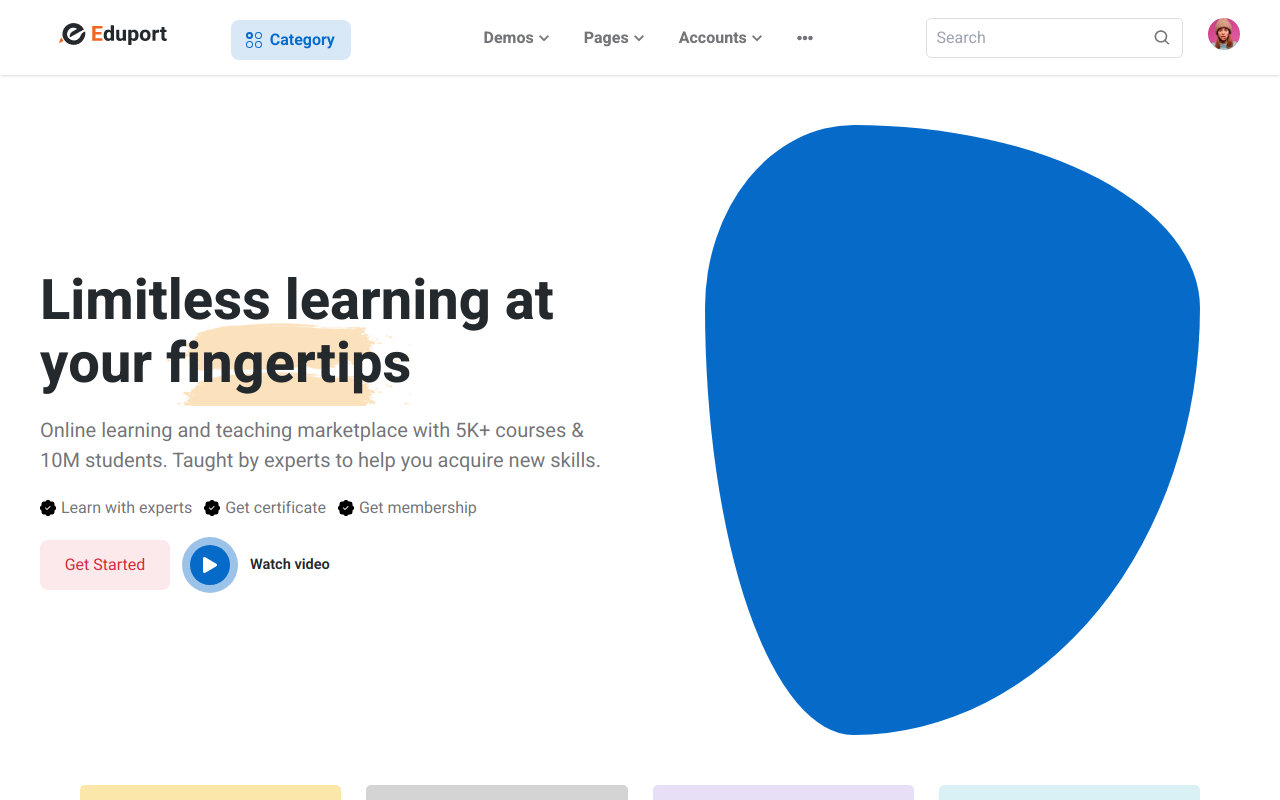 Eduport
Category
Demos
Pages
Accounts
Search
Limitless learning at
your fingertips
Online learning and teaching marketplace with 5K+ courses &
10M students. Taught by experts to help you acquire new skills.
Learn with experts
Get certificate
Get membership
Get Started
Watch video